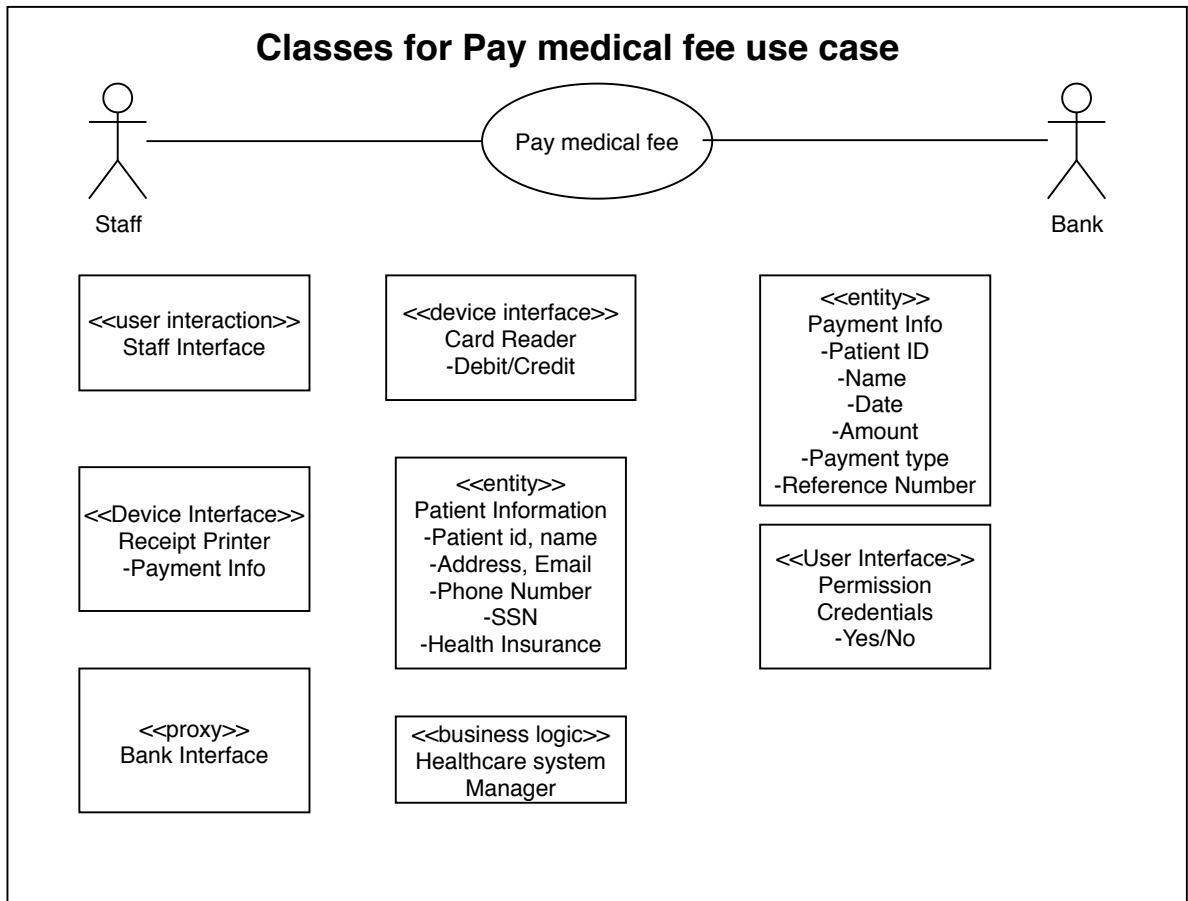 Classes for Pay medical fee use case
Pay medical fee
Staff
Bank
<<user interaction>>
Staff Interface
<<device interface>>
Card Reader
-Debit/Credit
<<entity>>
Payment Info
-Patient ID
-Name
-Date
-Amount
-Payment type
-Reference Number
<<Device Interface>>
Receipt Printer
-Payment Info
<<entity>>
Patient Information
-Patient id, name
-Address, Email
-Phone Number
-SSN
-Health Insurance
<<User Interface>>
Permission
Credentials
-Yes/No
<<proxy>>
Bank Interface
<<business logic>>
Healthcare system
Manager